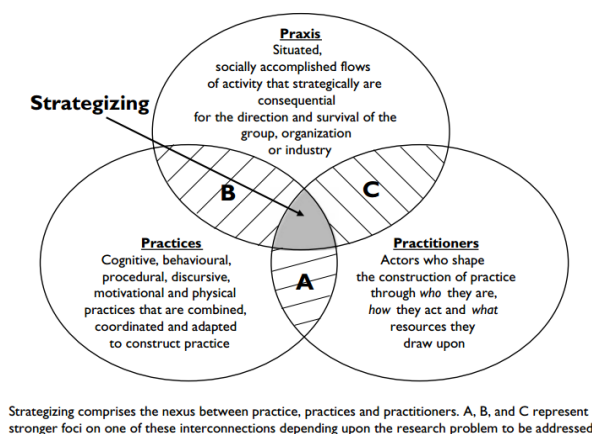 Praxis
Situated,
socially accomplished flows
of activity that strategically are
consequential
for the direction and survival of the
group, organization
or industry
Strategizing
B
C
Practices
Cognitive, behavioural,
procedural, discursive,
motivational and physical
practices that are combined,
coordinated and adapted
to construct practice
A
Practitioners
Actors who shape
the construction of practice
through who they are,
how they act and what
resources they
draw upon
Strategizing comprises the nexus between practice, practices and practitioners. A, B, and C represent
stronger foci on one of these interconnections depending upon the research problem to be addressed